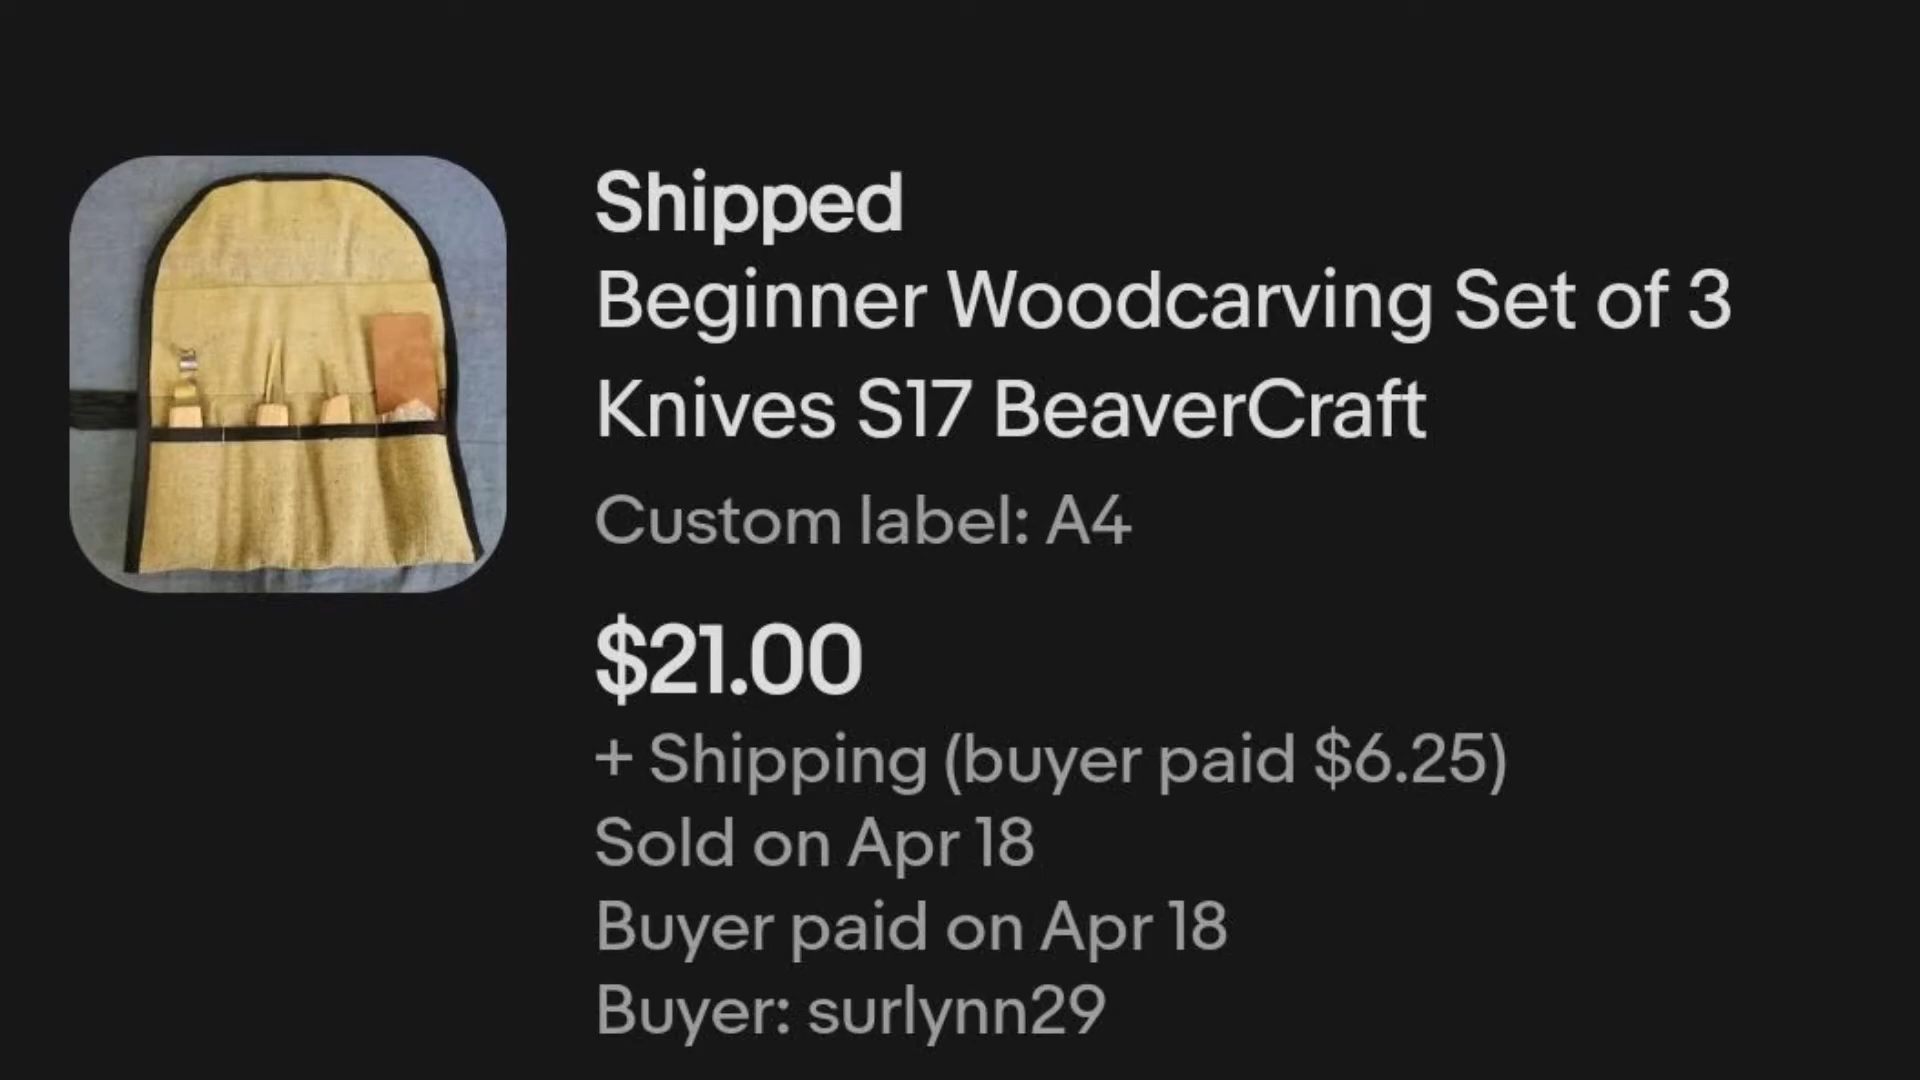 Shipped
Beginner Woodcarving Set of 3
Knives S17 BeaverCraft
Custom label: A4
$21.00
+ Shipping (buyer paid $6.25)
Sold on Apr 18
Buyer paid on Apr 18
Buyer: surlynn29